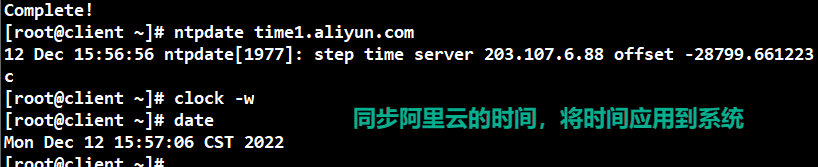 Complete!
[root@client ~]# ntpdate time1.aliyun.com
12 Dec 15:56:56 ntpdate[1977]: step time server 203.107.6.88 offset -28799.661223
c
[root@client ~]# clock -w
[root@client ~]# date
同步阿里云的时间，将时间应用到系统
Mon Dec 12 15:57:06 CST 2022
[root@client ~]#